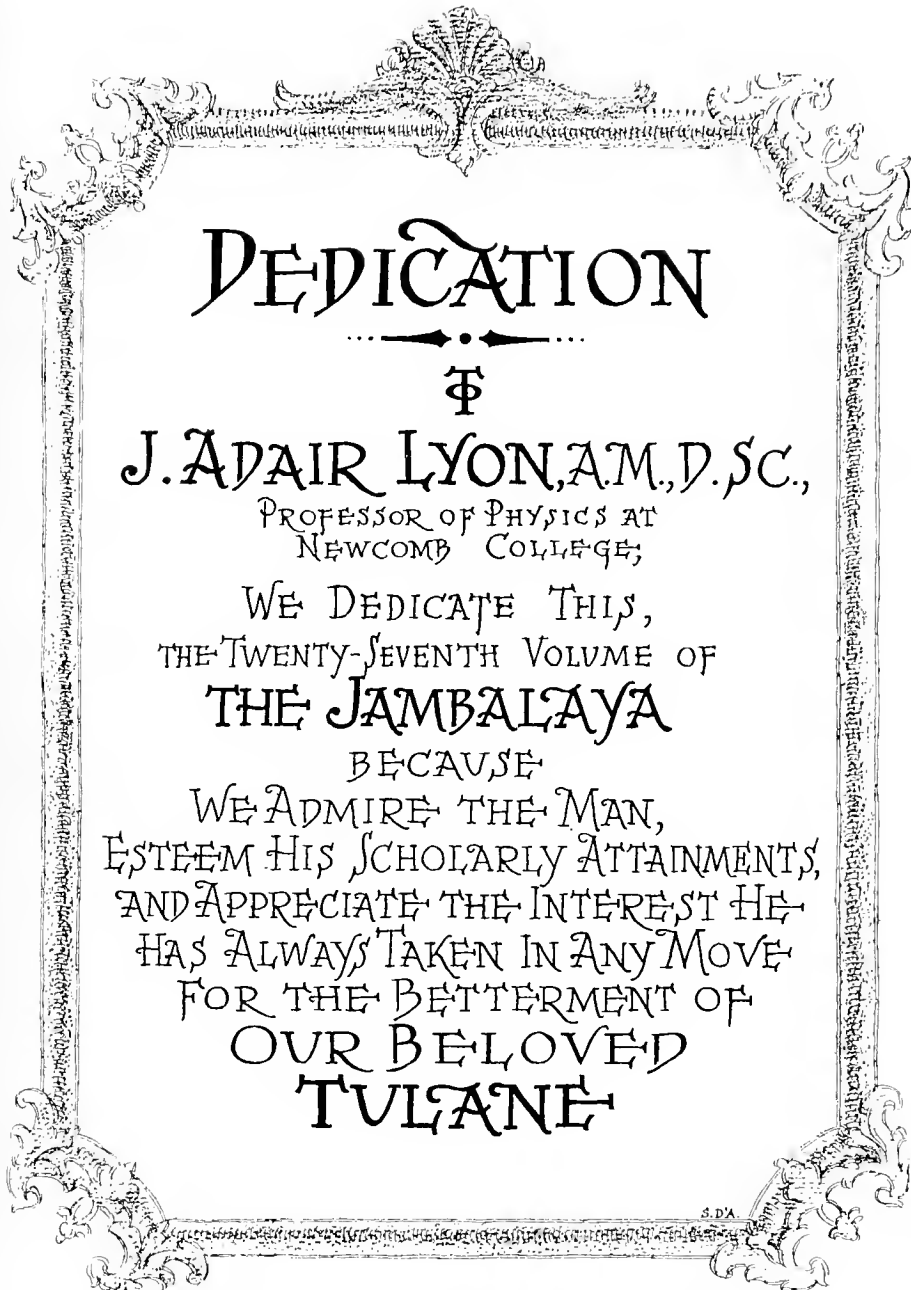 DEDICATION
TO
J. ADAIR LYON, A.M., D. SC.,
PROFESSOR OF PHYSICS AT
NEWCOMB COLLEGE;
WE DEDICATE THIS,
THE TWENTY-SEVENTH VOLUME OF
THE JAMBALAYA
BECAUSE
WE ADMIRE THE MAN,
ESTEEM HIS SCHOLARLY ATTAINMENTS,
AND APPRECIATE THE INTEREST HE
HAS ALWAYS TAKEN IN ANY MOVE
FOR THE BETTERMENT OF
OUR BELOVED
TULANE
S. D'A.